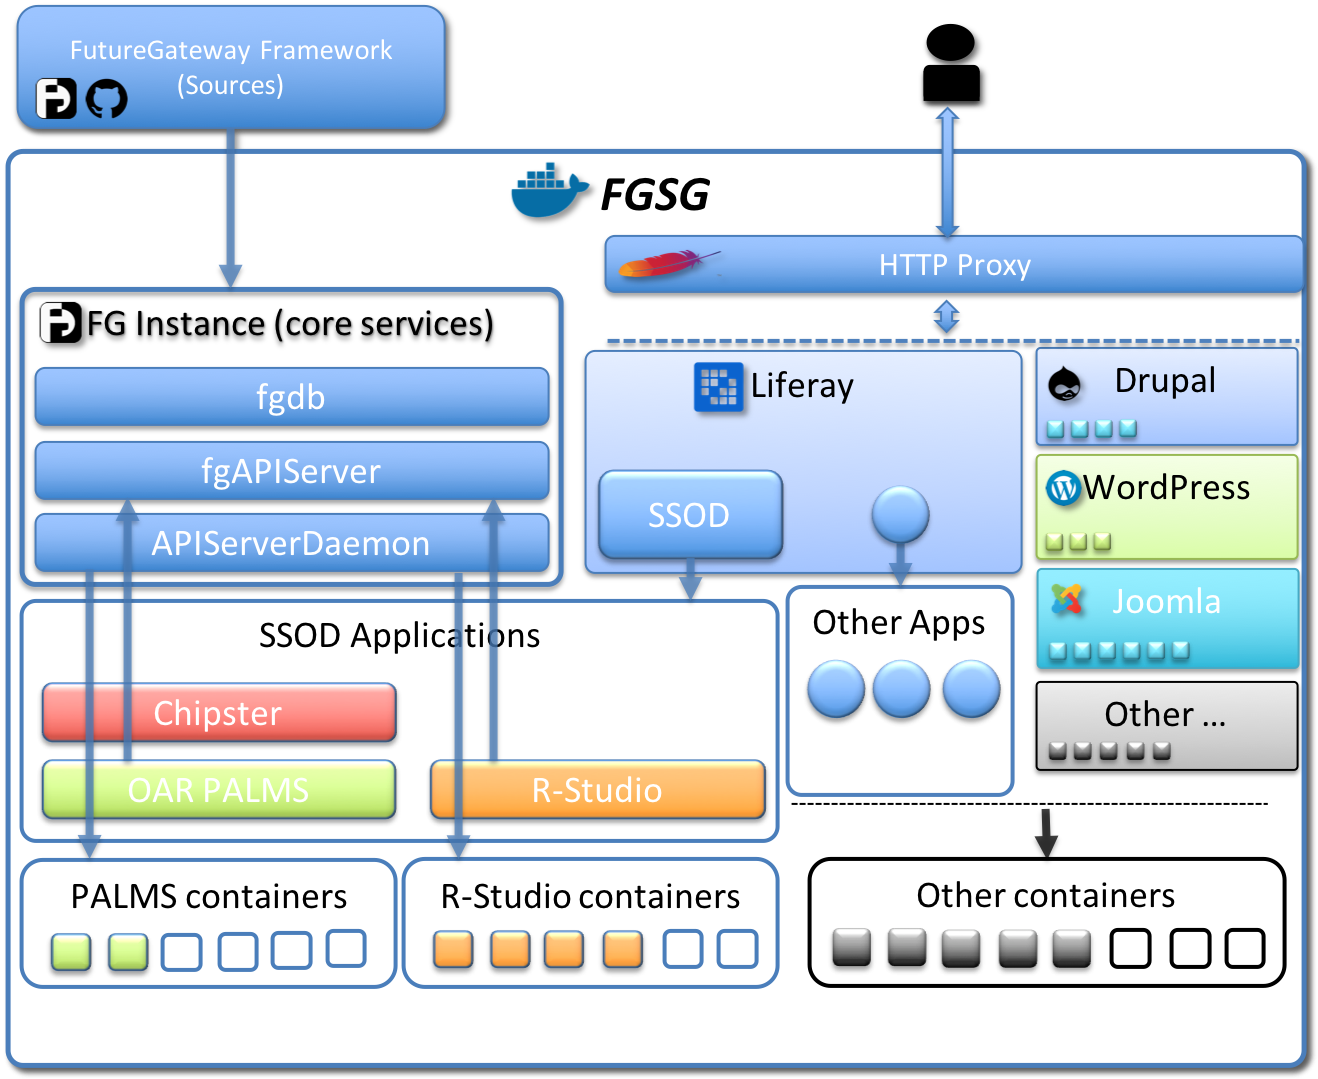 FutureGateway Framework
(Sources)
FGSG
HTTP Proxy
FG Instance (core services)
fgdb
fgAPIServer
APIServerDaemon
Liferay
SSOD
Drupal
WordPress
Joomla
Other ...
SSOD Applications
Chipster
OAR PALMS
R-Studio
Other Apps
PALMS containers
R-Studio containers
Other containers